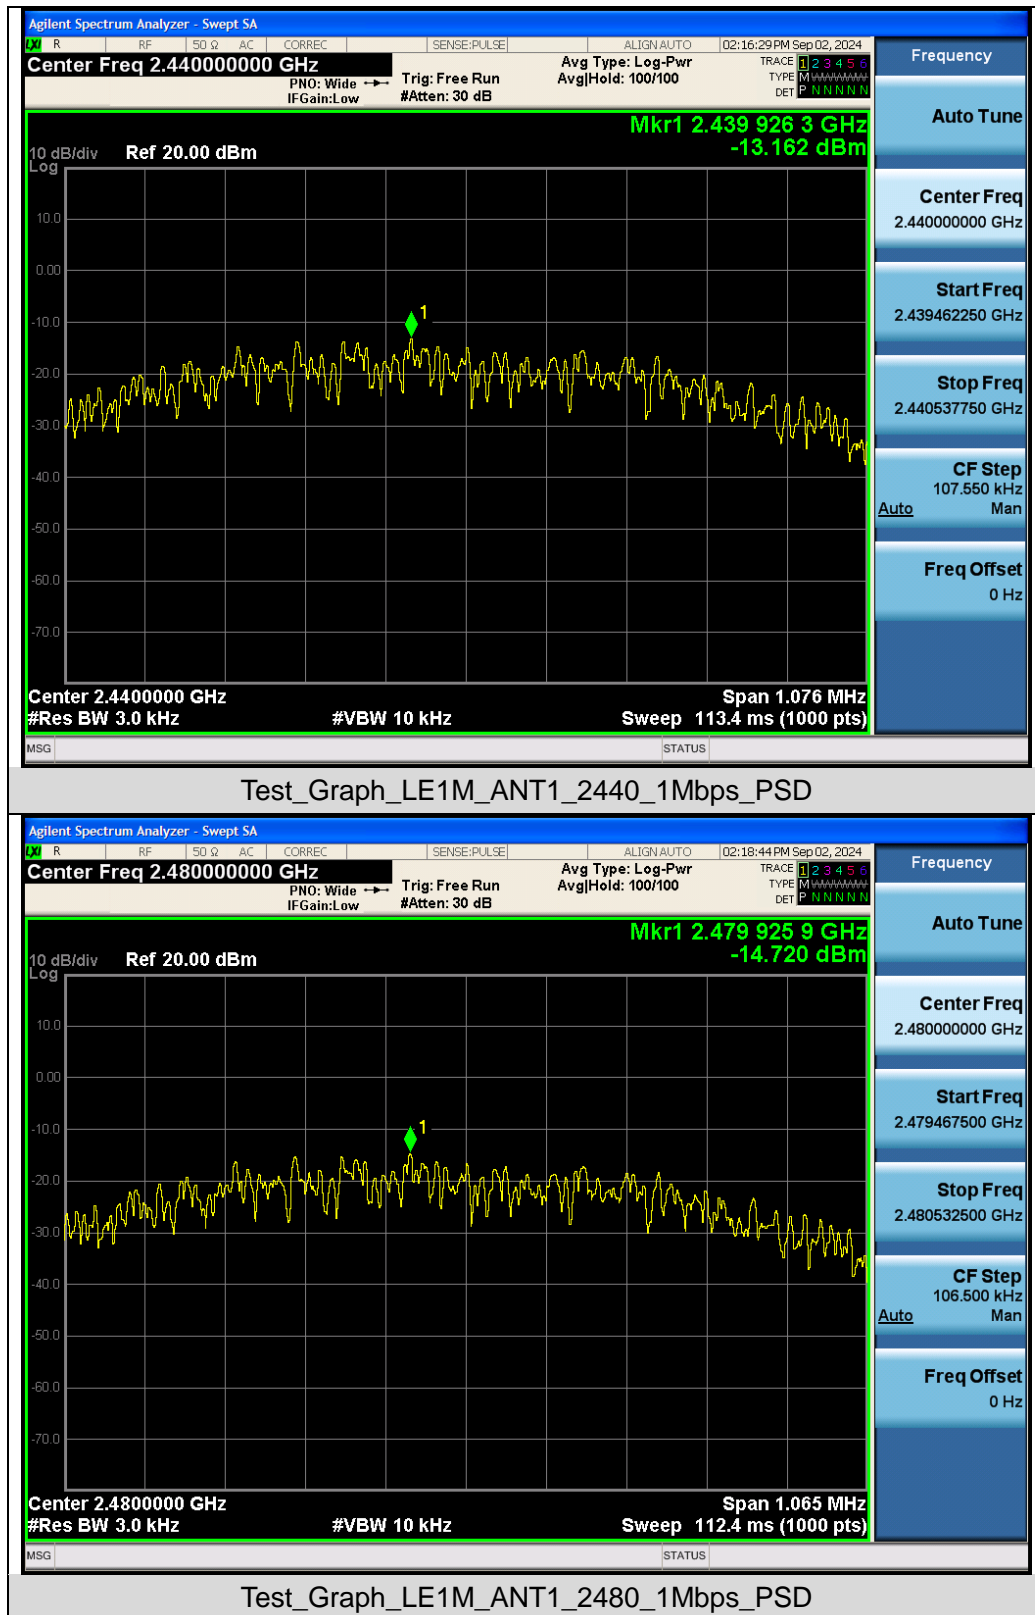 Agilent Spectrum Analyzer - Swept SA
LXI R RF 50 Ω AC CORREC SENSE:PULSE ALIGN AUTO 02:16:29 PM Sep 02, 2024
Center Freq 2.440000000 GHz
PNO: Wide
IFGain:Low
Trig: Free Run
#Atten: 30 dB
Avg Type: Log-Pwr
Avg|Hold: 100/100
TRACE 1 2 3 4 5 6
TYPE M
DET P N N N N N
Mkr1 2.439 926 3 GHz
-13.162 dBm
10 dB/div Ref 20.00 dBm
Log
10.0
0.00
-10.0
-20.0
-30.0
-40.0
-50.0
-60.0
-70.0
1
Center 2.4400000 GHz Span 1.076 MHz
#Res BW 3.0 kHz #VBW 10 kHz Sweep 113.4 ms (1000 pts)
MSG STATUS
Frequency
Auto Tune
Center Freq
2.440000000 GHz
Start Freq
2.439462250 GHz
Stop Freq
2.440537750 GHz
CF Step
107.550 kHz
Auto Man
Freq Offset
0 Hz
Test_Graph_LE1M_ANT1_2440_1Mbps_PSD
Agilent Spectrum Analyzer - Swept SA
LXI R RF 50 Ω AC CORREC SENSE:PULSE ALIGN AUTO 02:18:44 PM Sep 02, 2024
Center Freq 2.480000000 GHz
PNO: Wide
IFGain:Low
Trig: Free Run
#Atten: 30 dB
Avg Type: Log-Pwr
Avg|Hold: 100/100
TRACE 1 2 3 4 5 6
TYPE M
DET P N N N N N
Mkr1 2.479 925 9 GHz
-14.720 dBm
10 dB/div Ref 20.00 dBm
Log
10.0
0.00
-10.0
-20.0
-30.0
-40.0
-50.0
-60.0
-70.0
1
Center 2.4800000 GHz Span 1.065 MHz
#Res BW 3.0 kHz #VBW 10 kHz Sweep 112.4 ms (1000 pts)
MSG STATUS
Frequency
Auto Tune
Center Freq
2.480000000 GHz
Start Freq
2.479467500 GHz
Stop Freq
2.480532500 GHz
CF Step
106.500 kHz
Auto Man
Freq Offset
0 Hz
Test_Graph_LE1M_ANT1_2480_1Mbps_PSD